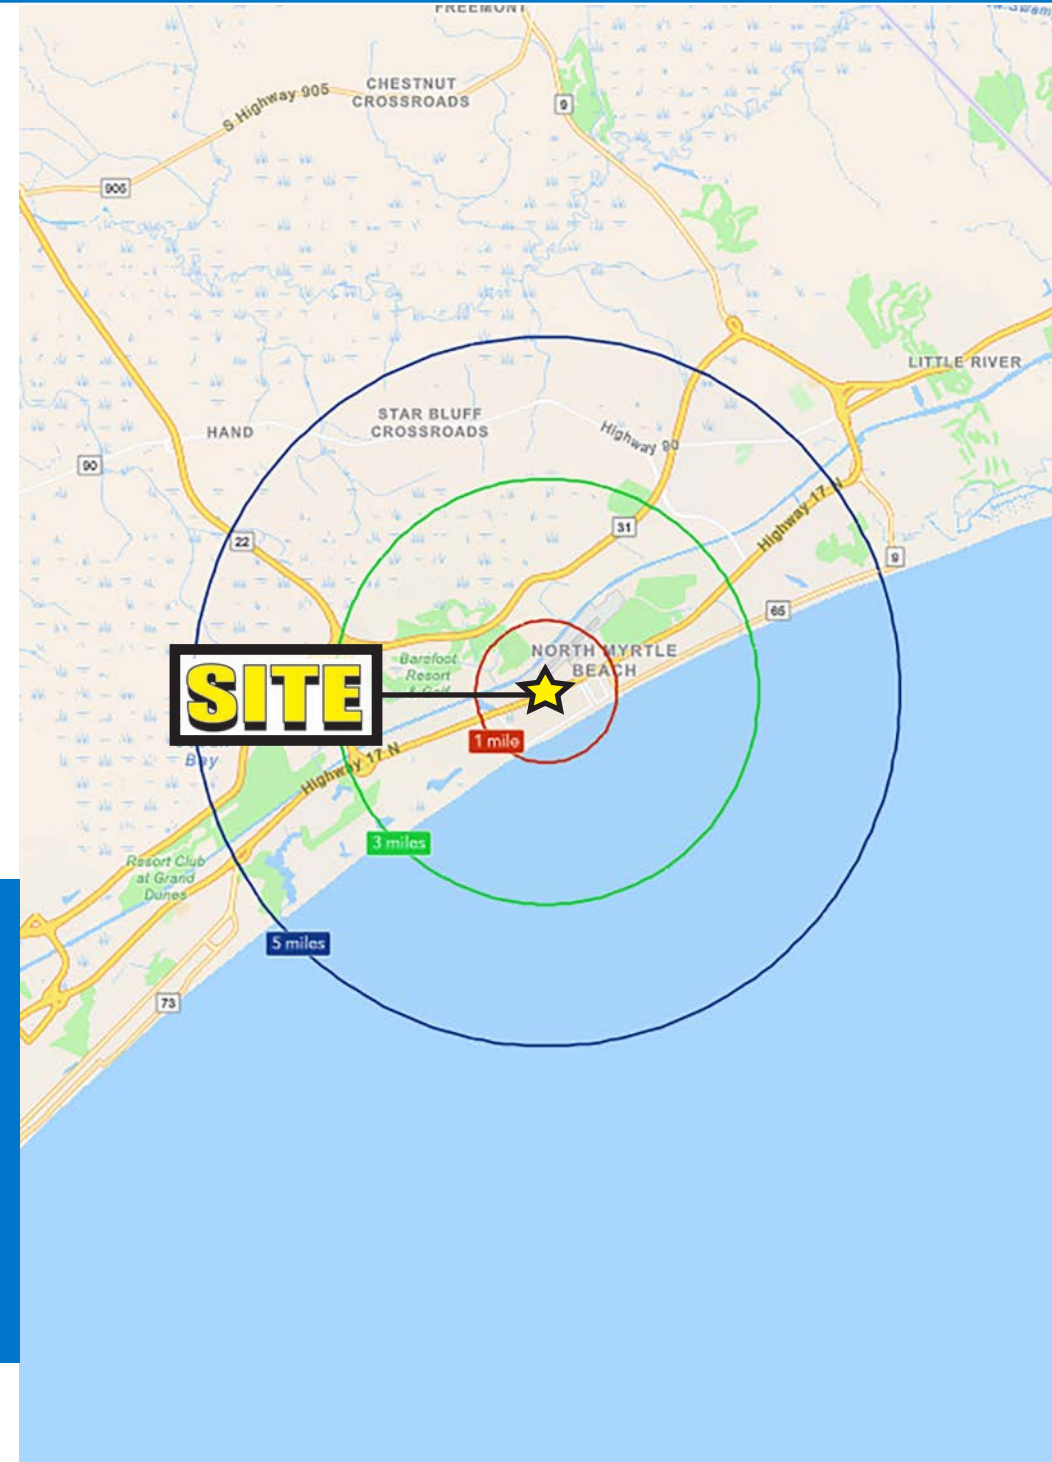 FREEMONT
CHESTNUT
CROSSROADS
S Highway 905
9
905
LITTLE RIVER
STAR BLUFF
CROSSROADS
HAND
Highway 90
90
31
22
Highway 17 N
9
65
NORTH MYRTLE
BEACH
Barefoot
Resort
& Golf
SITE
1 mile
Bay
Highway 17 N
3 miles
Resort Club
at Grand
Dunes
5 miles
73